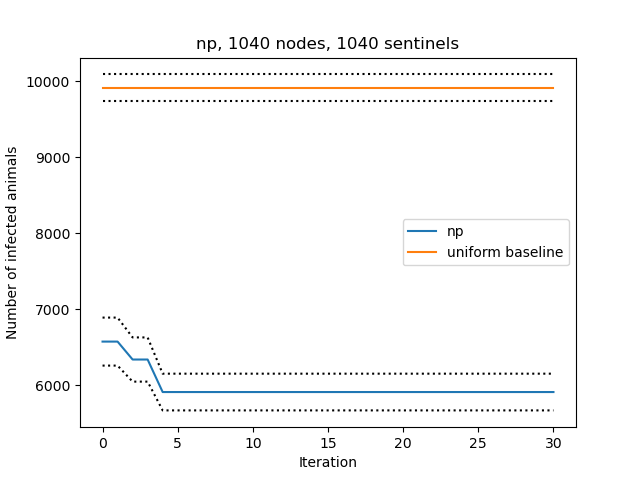 np, 1040 nodes, 1040 sentinels
10000
9000
8000
7000
6000
Number of infected animals
np
uniform baseline
0 5 10 15 20 25 30
Iteration